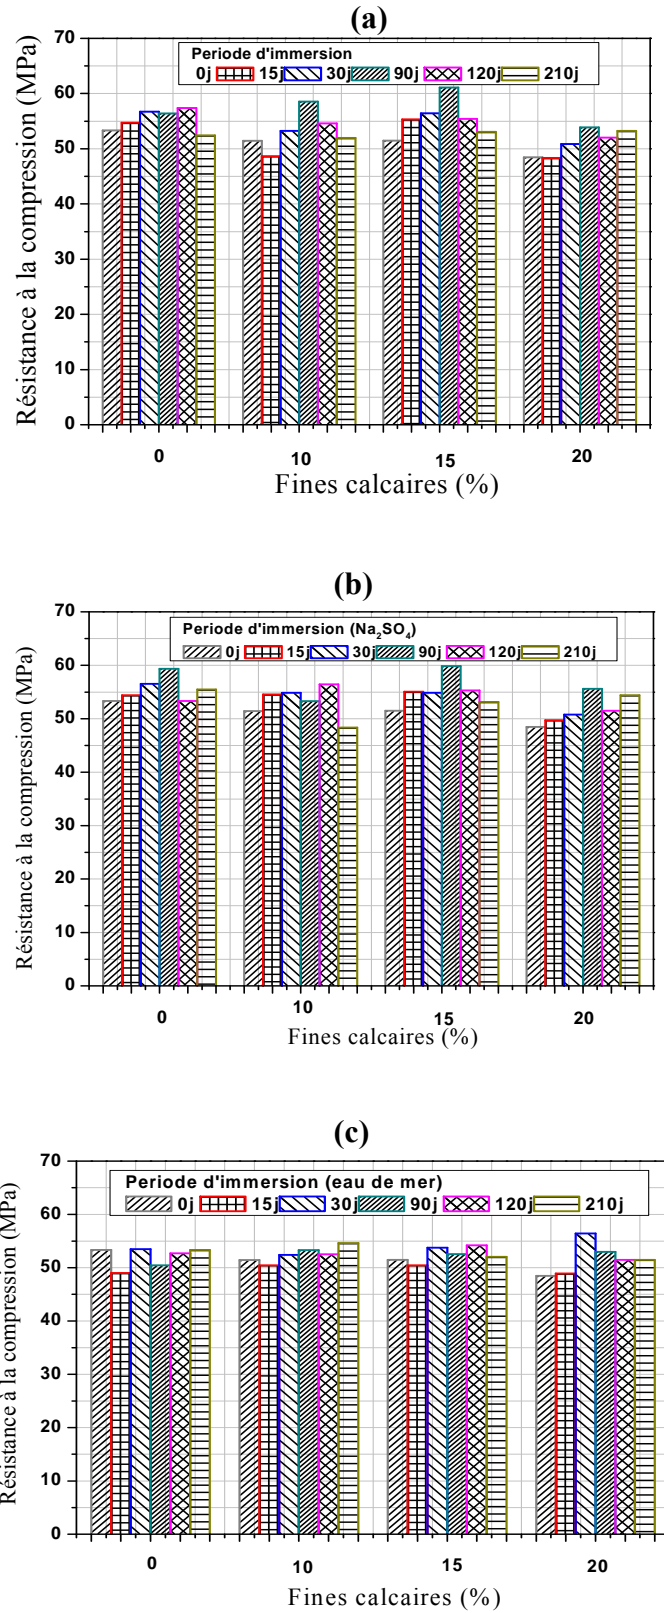 (a)
Résistance à la compression (MPa)
70
60
50
40
30
20
10
0
Periode d'immersion
0j 15j 30j 90j 120j 210j
0 10 15 20
Fines calcaires (%)
(b)
Résistance à la compression (MPa)
70
60
50
40
30
20
10
0
Periode d'immersion (Na₂SO₄)
0j 15j 30j 90j 120j 210j
0 10 15 20
Fines calcaires (%)
(c)
Résistance à la compression (MPa)
70
60
50
40
30
20
10
0
Periode d'immersion (eau de mer)
0j 15j 30j 90j 120j 210j
0 10 15 20
Fines calcaires (%)